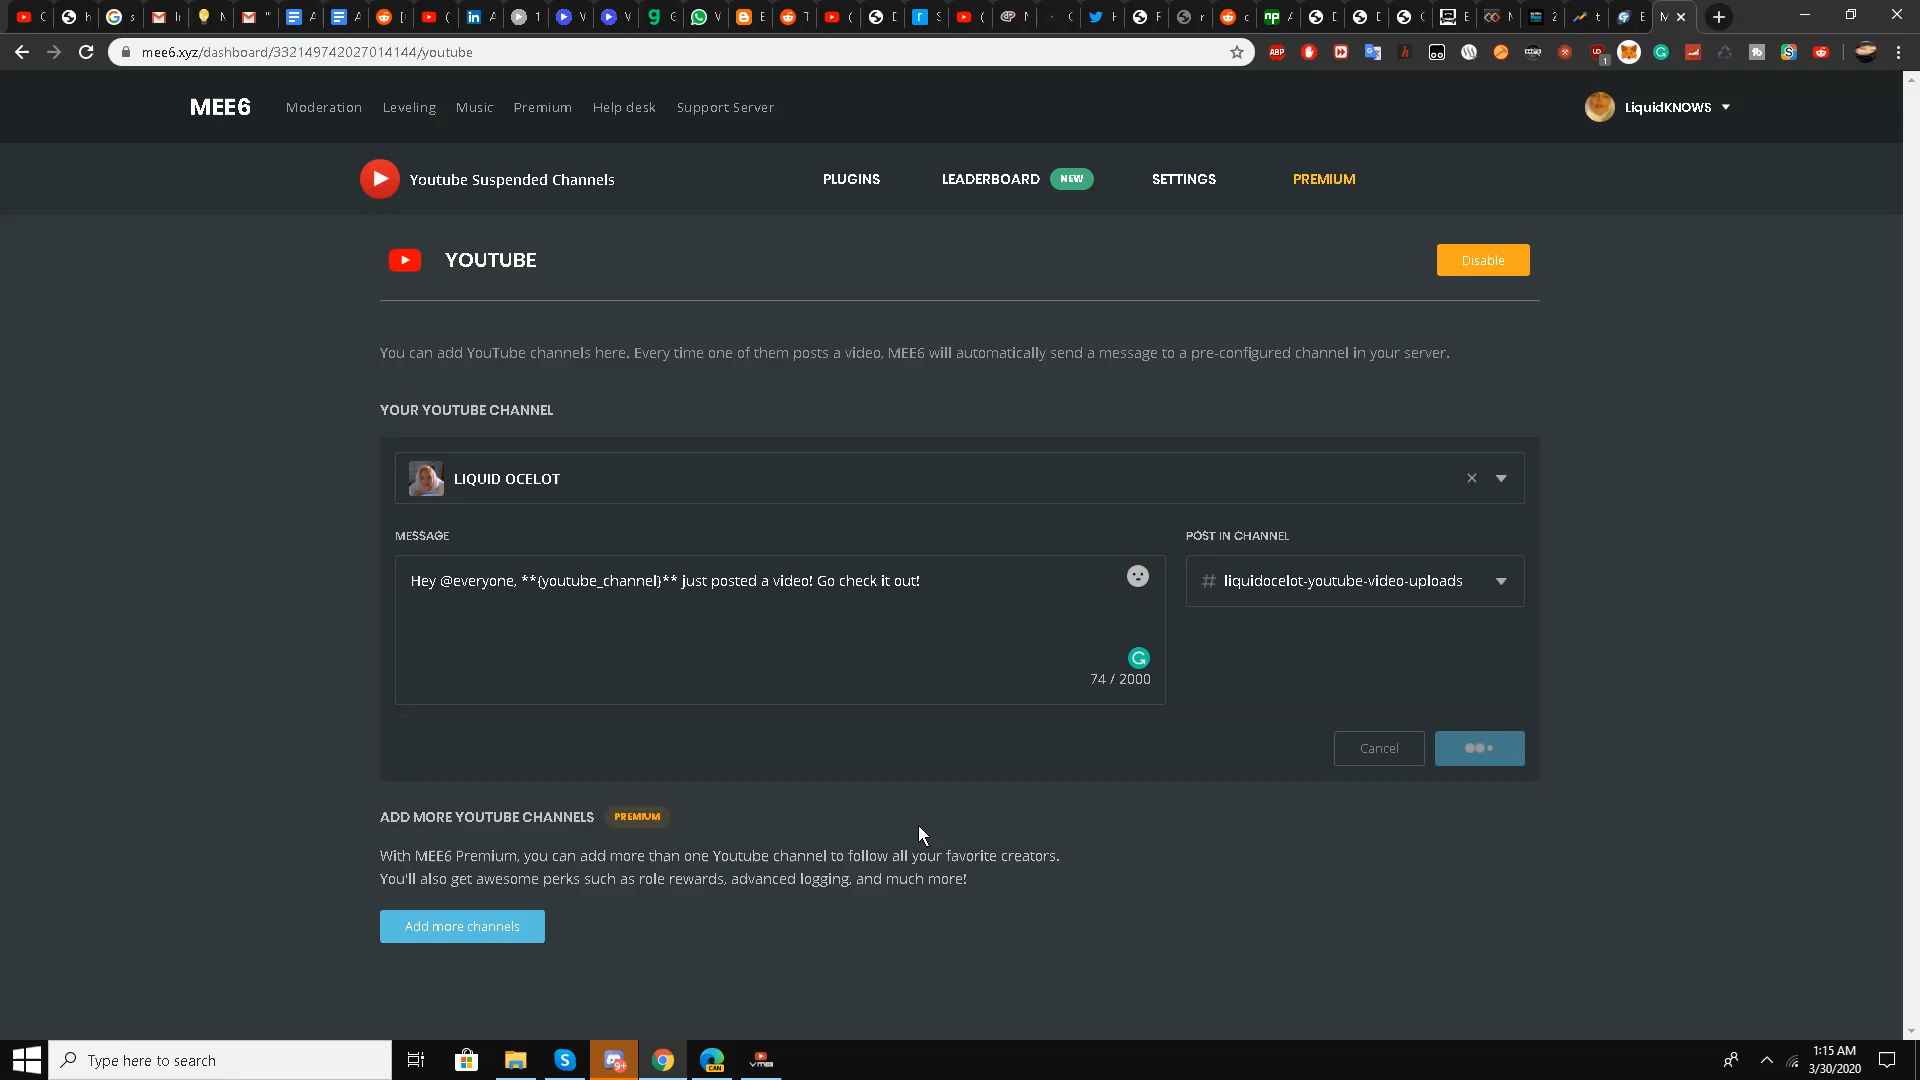 mee6.xyz/dashboard/332149742027014144/youtube
MEE6 Moderation Leveling Music Premium Help desk Support Server LiquidKNOWS
Youtube Suspended Channels PLUGINS LEADERBOARD NEW SETTINGS PREMIUM
YOUTUBE Disable
You can add YouTube channels here. Every time one of them posts a video, MEE6 will automatically send a message to a pre-configured channel in your server.
YOUR YOUTUBE CHANNEL
LIQUID OCELOT
MESSAGE POST IN CHANNEL
Hey @everyone, **{youtube_channel}** just posted a video! Go check it out! # liquidocelot-youtube-video-uploads
74 / 2000
Cancel
ADD MORE YOUTUBE CHANNELS PREMIUM
With MEE6 Premium, you can add more than one Youtube channel to follow all your favorite creators.
You'll also get awesome perks such as role rewards, advanced logging, and much more!
Add more channels
Type here to search
1:15 AM
3/30/2020